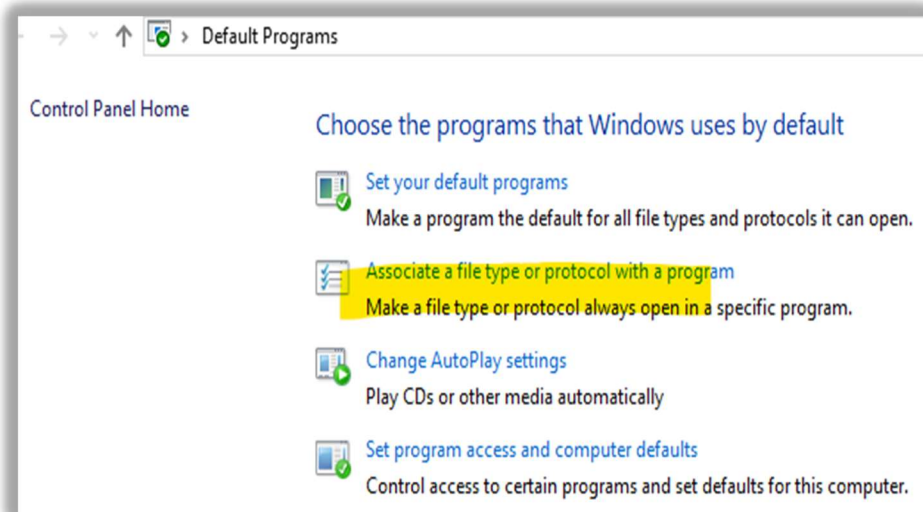 Default Programs
Control Panel Home
Choose the programs that Windows uses by default
Set your default programs
Make a program the default for all file types and protocols it can open.
Associate a file type or protocol with a program
Make a file type or protocol always open in a specific program.
Change AutoPlay settings
Play CDs or other media automatically
Set program access and computer defaults
Control access to certain programs and set defaults for this computer.